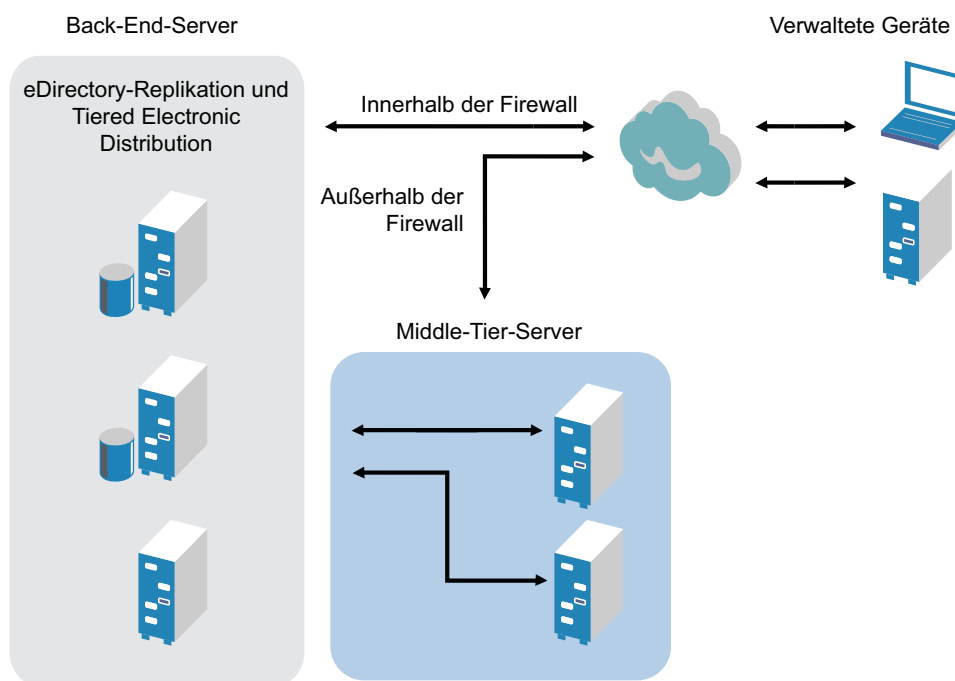 Back-End-Server
Verwaltete Geräte
eDirectory-Replikation und
Tiered Electronic
Distribution
Innerhalb der Firewall
Außerhalb der
Firewall
Middle-Tier-Server